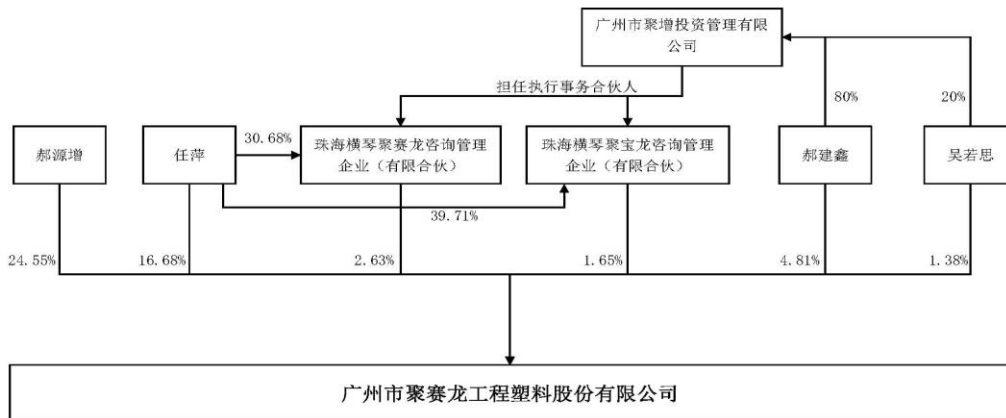 广州市聚增投资管理有限
公司
担任执行事务合伙人
80%
20%
郝源增
任萍
30.68%
珠海横琴聚赛龙咨询管理
企业（有限合伙）
珠海横琴聚宝龙咨询管理
企业（有限合伙）
郝建鑫
吴若思
39.71%
24.55%
16.68%
2.63%
1.65%
4.81%
1.38%
广州市聚赛龙工程塑料股份有限公司